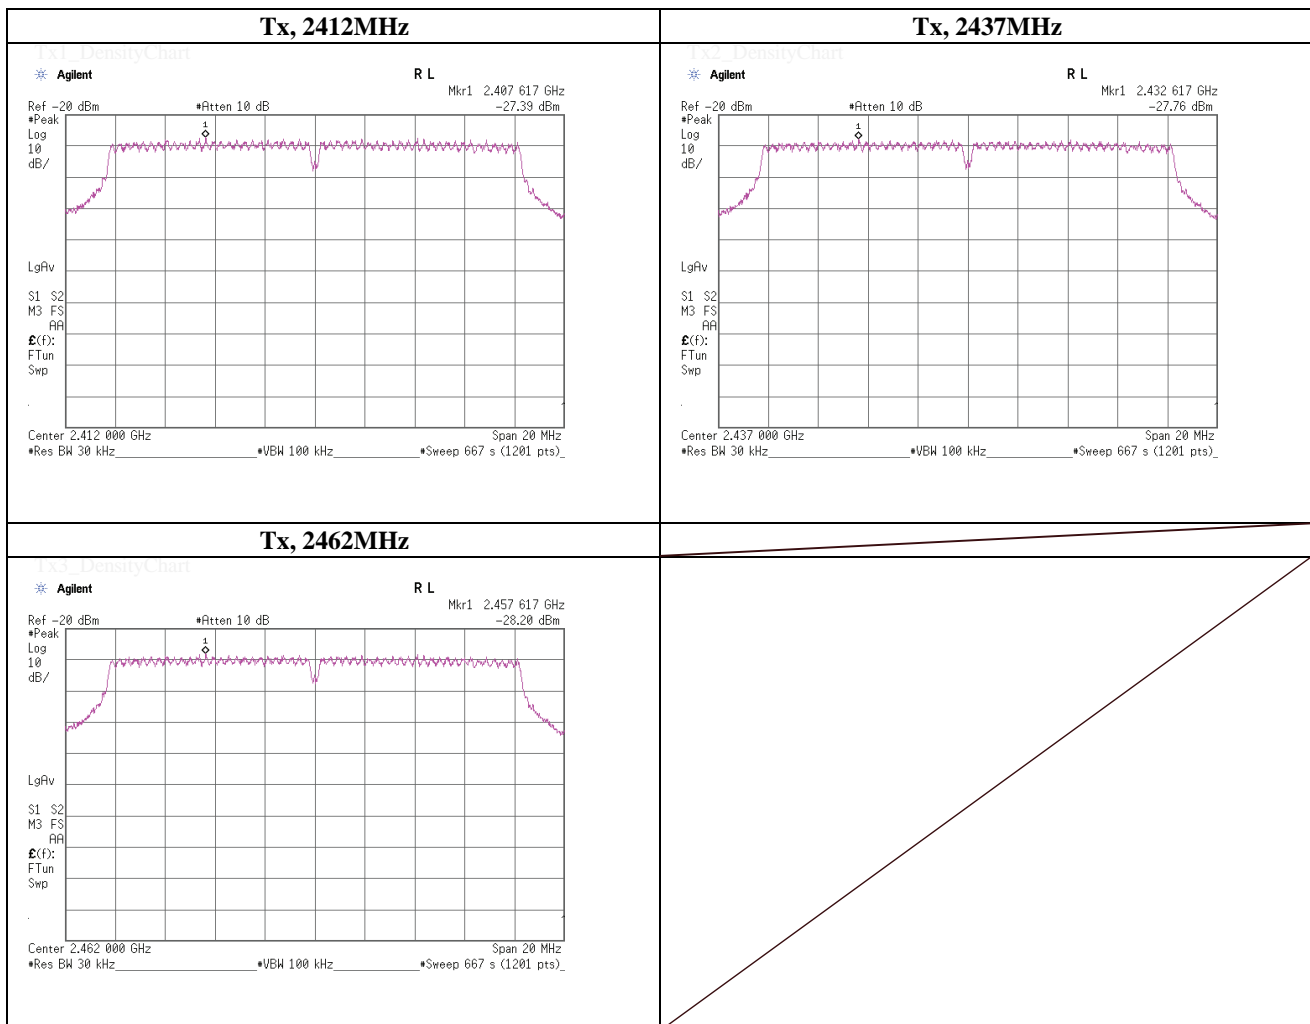 Tx, 2412MHz
Tx1_DensityChart
Agilent R L
Mkr1 2.407 617 GHz
Ref -20 dBm #Atten 10 dB -27.39 dBm
#Peak
Log
10
dB/
1
LgAv
S1 S2
M3 FS
AA
£(f):
FTun
Swp
Center 2.412 000 GHz Span 20 MHz
#Res BW 30 kHz #VBW 100 kHz #Sweep 667 s (1201 pts)
Tx, 2437MHz
Tx2_DensityChart
Agilent R L
Mkr1 2.432 617 GHz
Ref -20 dBm #Atten 10 dB -27.76 dBm
#Peak
Log
10
dB/
1
LgAv
S1 S2
M3 FS
AA
£(f):
FTun
Swp
Center 2.437 000 GHz Span 20 MHz
#Res BW 30 kHz #VBW 100 kHz #Sweep 667 s (1201 pts)
Tx, 2462MHz
Tx3_DensityChart
Agilent R L
Mkr1 2.457 617 GHz
Ref -20 dBm #Atten 10 dB -28.20 dBm
#Peak
Log
10
dB/
1
LgAv
S1 S2
M3 FS
AA
£(f):
FTun
Swp
Center 2.462 000 GHz Span 20 MHz
#Res BW 30 kHz #VBW 100 kHz #Sweep 667 s (1201 pts)